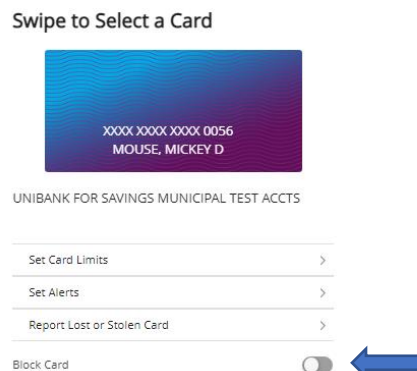 Swipe to Select a Card
XXXX XXXX XXXX 0056
MOUSE, MICKEY D
UNIBANK FOR SAVINGS MUNICIPAL TEST ACCTS
Set Card Limits
Set Alerts
Report Lost or Stolen Card
Block Card